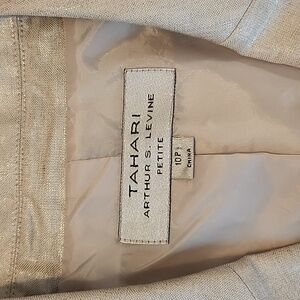 TAHARI
ARTHUR S. LEVINE
PETITE
10P
CHINA